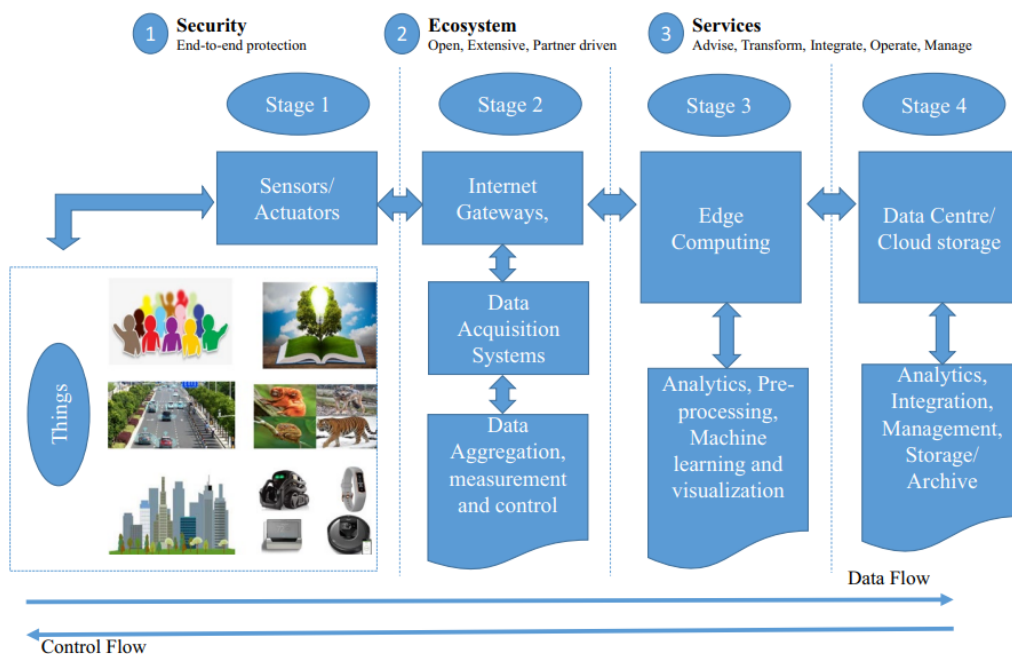 1
Security
End-to-end protection
2
Ecosystem
Open, Extensive, Partner driven
3
Services
Advise, Transform, Integrate, Operate, Manage
Stage 1
Stage 2
Stage 3
Stage 4
Sensors/
Actuators
Internet
Gateways,
Edge
Computing
Data Centre/
Cloud storage
Things
Data
Acquisition
Systems
Data
Aggregation,
measurement
and control
Analytics, Pre-
processing,
Machine
learning and
visualization
Analytics,
Integration,
Management,
Storage/
Archive
Data Flow
Control Flow